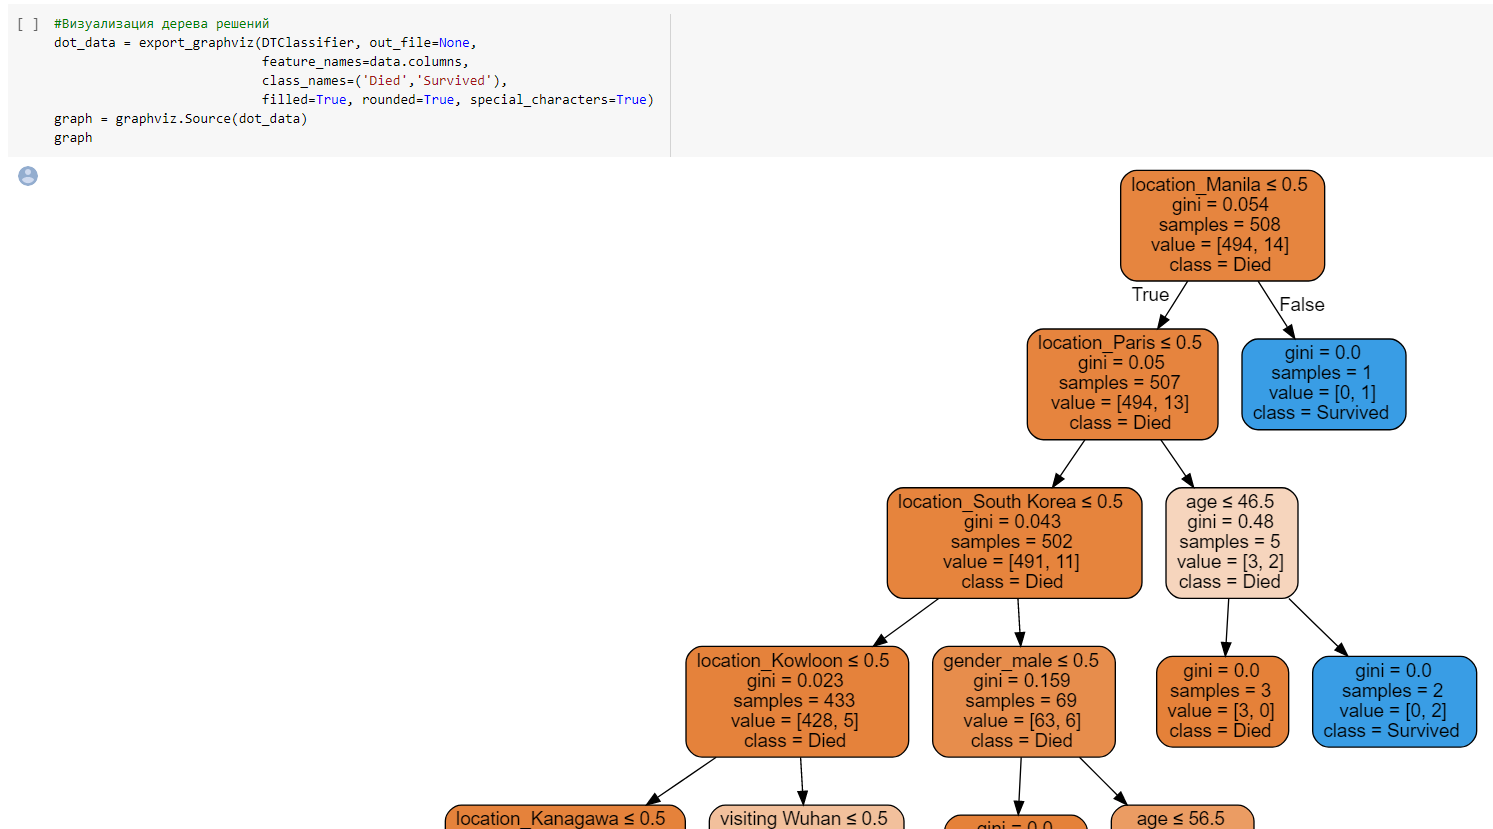 [ ] #Визуализация дерева решений
dot_data = export_graphviz(DTClassifier, out_file=None,
feature_names=data.columns,
class_names=('Died','Survived'),
filled=True, rounded=True, special_characters=True)
graph = graphviz.Source(dot_data)
graph
location_Manila ≤ 0.5
gini = 0.054
samples = 508
value = [494, 14]
class = Died
True
False
location_Paris ≤ 0.5
gini = 0.05
samples = 507
value = [494, 13]
class = Died
gini = 0.0
samples = 1
value = [0, 1]
class = Survived
location_South Korea ≤ 0.5
gini = 0.043
samples = 502
value = [491, 11]
class = Died
age ≤ 46.5
gini = 0.48
samples = 5
value = [3, 2]
class = Died
location_Kowloon ≤ 0.5
gini = 0.023
samples = 433
value = [428, 5]
class = Died
gender_male ≤ 0.5
gini = 0.159
samples = 69
value = [63, 6]
class = Died
gini = 0.0
samples = 3
value = [3, 0]
class = Died
gini = 0.0
samples = 2
value = [0, 2]
class = Survived
location_Kanagawa ≤ 0.5
visiting Wuhan ≤ 0.5
gini = 0.0
age ≤ 56.5